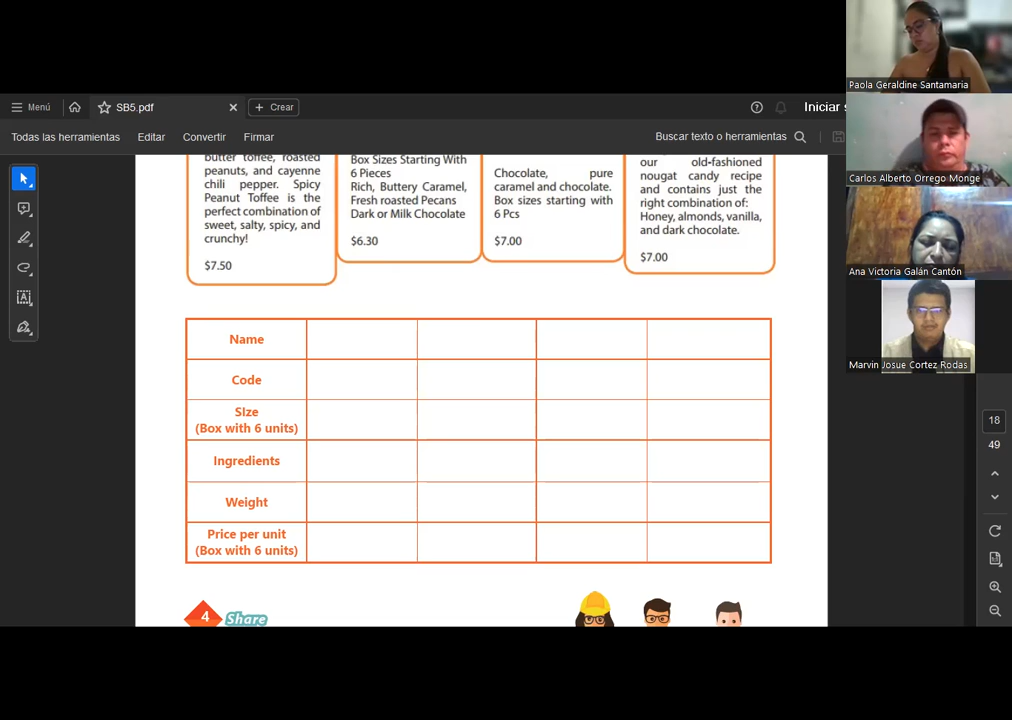 Paola Geraldine Santamaria
Menú
SB5.pdf
Crear
Iniciar s
Todas las herramientas
Editar
Convertir
Firmar
Buscar texto o herramientas
Carlos Alberto Orrego Monge
butter toffee, roasted
peanuts, and cayenne
chili pepper. Spicy
Peanut Toffee is the
perfect combination of
sweet, salty, spicy, and
crunchy!
$7.50
Box Sizes Starting With
6 Pieces
Rich, Buttery Caramel,
Fresh roasted Pecans
Dark or Milk Chocolate
$6.30
Chocolate, pure
caramel and chocolate.
Box sizes starting with
6 Pcs
$7.00
our old-fashioned
nougat candy recipe
and contains just the
right combination of:
Honey, almonds, vanilla,
and dark chocolate.
$7.00
Ana Victoria Galán Cantón
Marvin Josue Cortez Rodas
Name
Code
SIze
(Box with 6 units)
Ingredients
Weight
Price per unit
(Box with 6 units)
18
49
4 Share